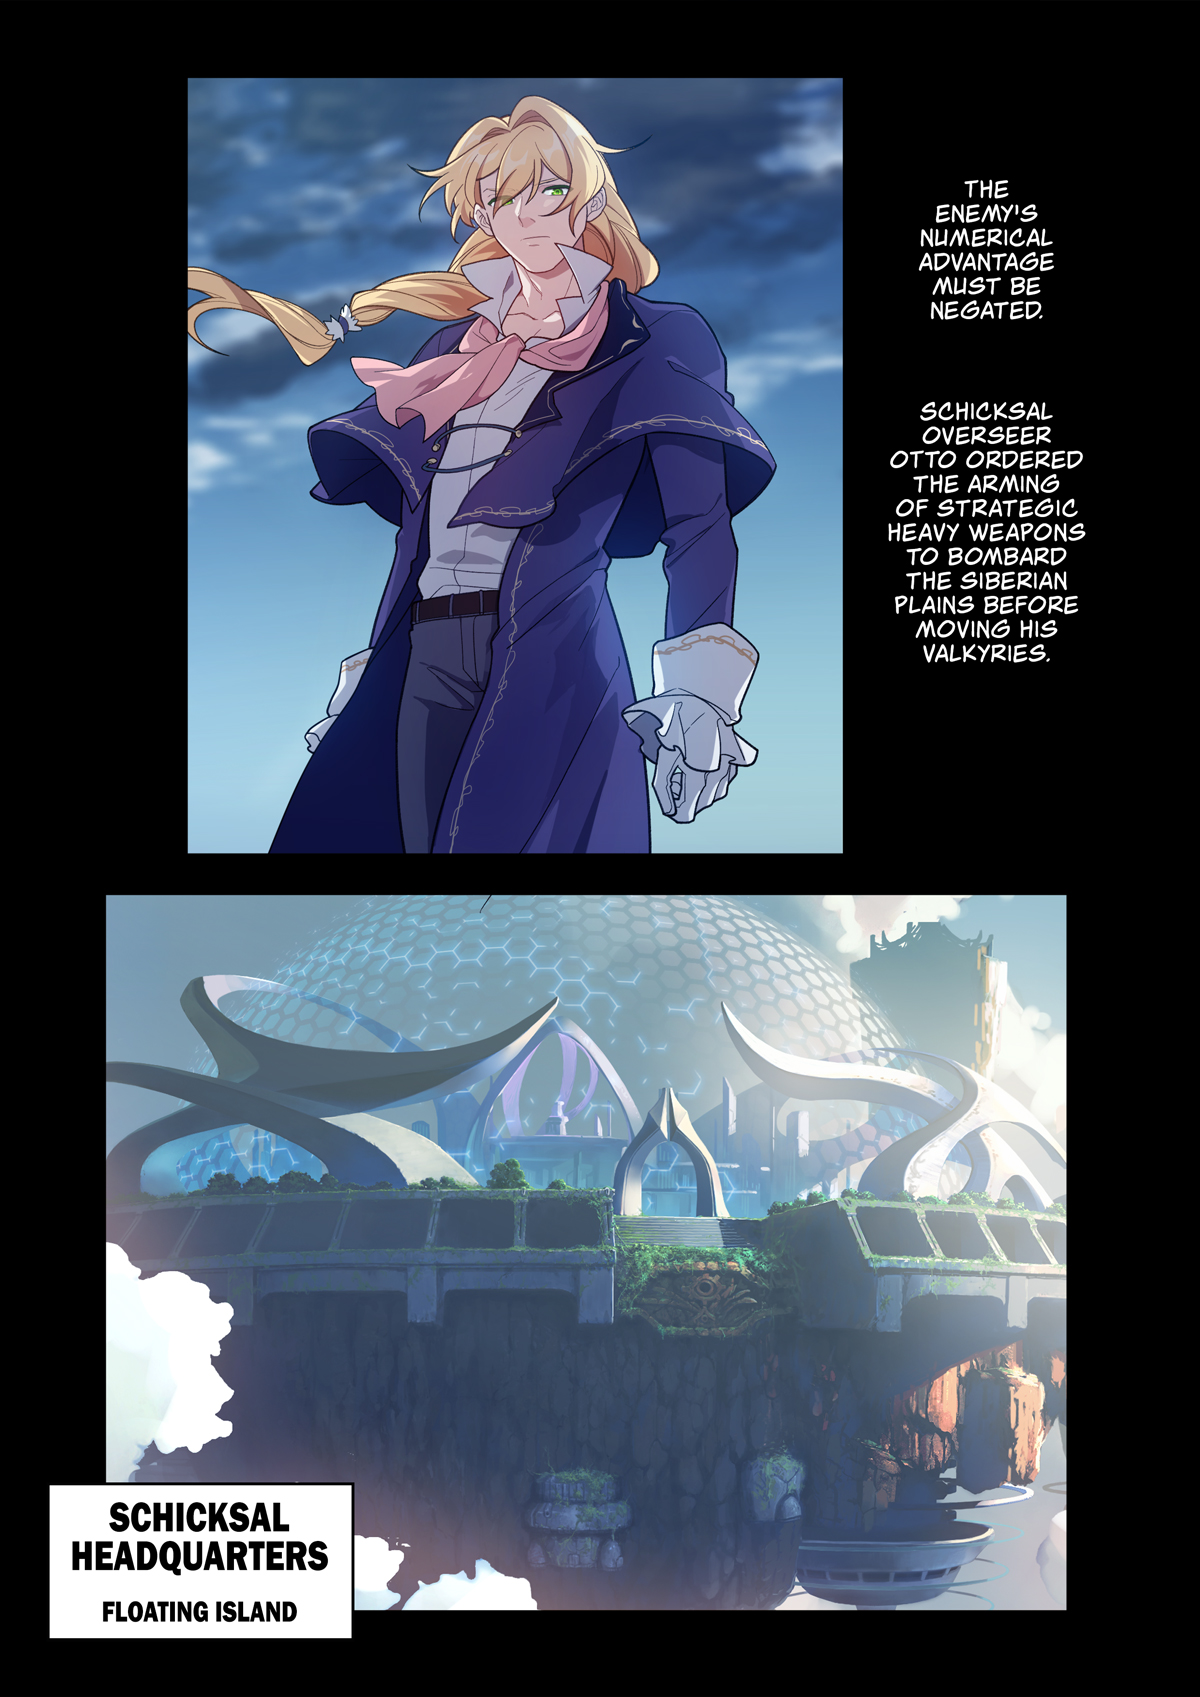 THE
ENEMY'S
NUMERICAL
ADVANTAGE
MUST BE
NEGATED.
SCHICKSAL
OVERSEER
OTTO ORDERED
THE ARMING
OF STRATEGIC
HEAVY WEAPONS
TO BOMBARD
THE SIBERIAN
PLAINS BEFORE
MOVING HIS
VALKYRIES.
SCHICKSAL
HEADQUARTERS
FLOATING ISLAND